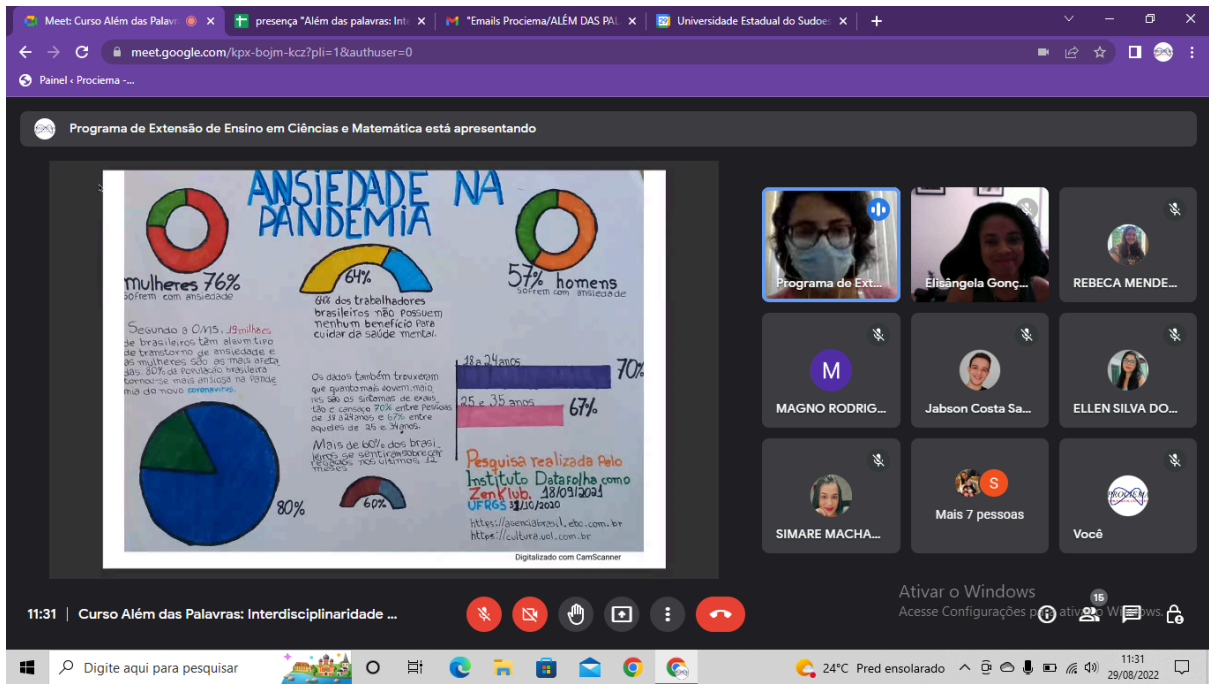 Meet: Curso Além das Palavr
presença "Além das palavras: Inte
"Emails Prociema/ALÉM DAS PAL
Universidade Estadual do Sudoes
meet.google.com/kpx-bojm-kcz?pli=1&authuser=0
Painel ‹ Prociema -...
Programa de Extensão de Ensino em Ciências e Matemática está apresentando
ANSIEDADE NA
PANDEMIA
mulheres 76%
sofrem com ansiedade
64%
64% dos trabalhadores
brasileiros não possuem
nenhum benefício para
cuidar da saúde mental.
57% homens
sofrem com ansiedade
Segundo a OMS, 19 milhões
de brasileiros têm algum tipo
de transtorno de ansiedade e
as mulheres são as mais afeta
das. 80% da população brasileira
tornou-se mais ansiosa na pande
mia do novo coronavírus.
80%
Os dados também trouxeram
que quanto mais jovem, maio
res são os sintomas de exaus
tão e cansaço 70% entre pessoas
de 18 a 24 anos e 67% entre
aqueles de 25 e 34 anos.
Mais de 60% dos brasi_
leiros se sentiram sobrecar
regados nos últimos 12
meses
60%
18 a 24 anos
70%
25 e 35 anos
67%
Pesquisa realizada pelo
Instituto Datafolha com o
Zenklub, 18/09/2021
UFRGS 31/10/2020
https://agenciabrasil.ebc.com.br
https://cultura.uol.com.br
Digitalizado com CamScanner
Programa de Ext...
Elisângela Gonç...
REBECA MENDE...
M
MAGNO RODRIG...
Jabson Costa Sa...
ELLEN SILVA DO...
SIMARE MACHA...
S
Mais 7 pessoas
PROCIEMA
Você
Ativar o Windows
Acesse Configurações p ativ o W ws.
15
11:31 | Curso Além das Palavras: Interdisciplinaridade ...
Digite aqui para pesquisar
24°C Pred ensolarado
11:31
29/08/2022